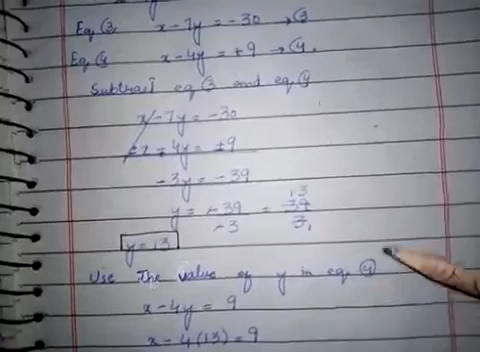 Eq ③ x-7y = -30 → ③
Eq ④ x-4y = +9 → ④.
Subtract eq ③ and eq ④
x-7y = -30
-x+4y = ±9
-3y = -39
y = -39 / -3 = 39 / 3 13 1
y = 13
Use The value of y in eq ④
x-4y = 9
x-4(13) = 9